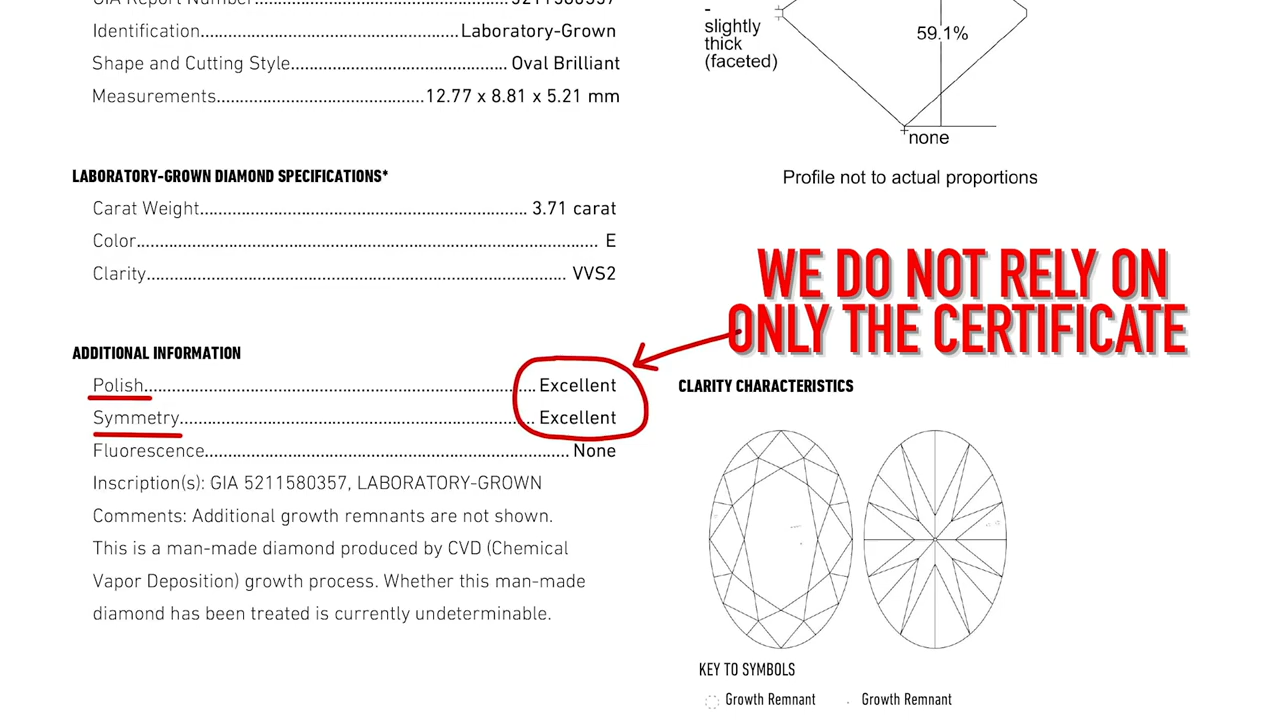 GIA Report Number 5211580357
Identification Laboratory-Grown
Shape and Cutting Style Oval Brilliant
Measurements 12.77 x 8.81 x 5.21 mm
LABORATORY-GROWN DIAMOND SPECIFICATIONS*
Carat Weight 3.71 carat
Color E
Clarity VVS2
ADDITIONAL INFORMATION
Polish Excellent
Symmetry Excellent
Fluorescence None
Inscription(s): GIA 5211580357, LABORATORY-GROWN
Comments: Additional growth remnants are not shown.
This is a man-made diamond produced by CVD (Chemical
Vapor Deposition) growth process. Whether this man-made
diamond has been treated is currently undeterminable.
-
slightly
thick
(faceted)
59.1%
none
Profile not to actual proportions
WE DO NOT RELY ON
ONLY THE CERTIFICATE
CLARITY CHARACTERISTICS
KEY TO SYMBOLS
Growth Remnant Growth Remnant